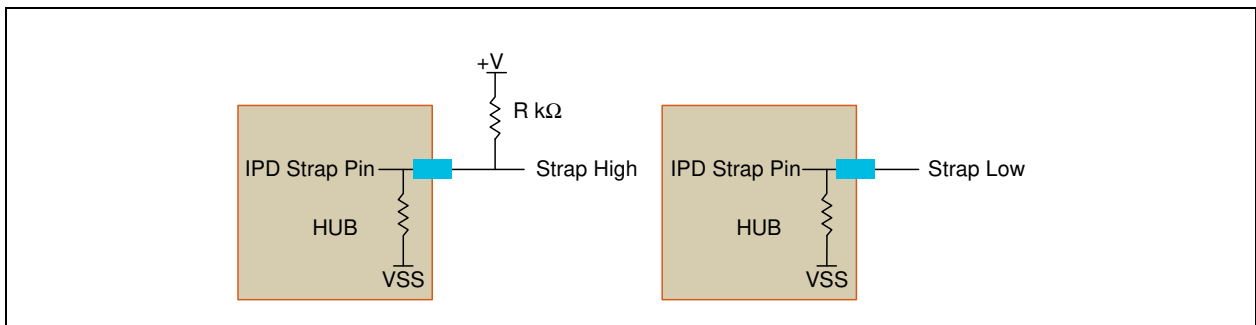 +V
R kΩ
IPD Strap Pin
Strap High
HUB
VSS
IPD Strap Pin
Strap Low
HUB
VSS